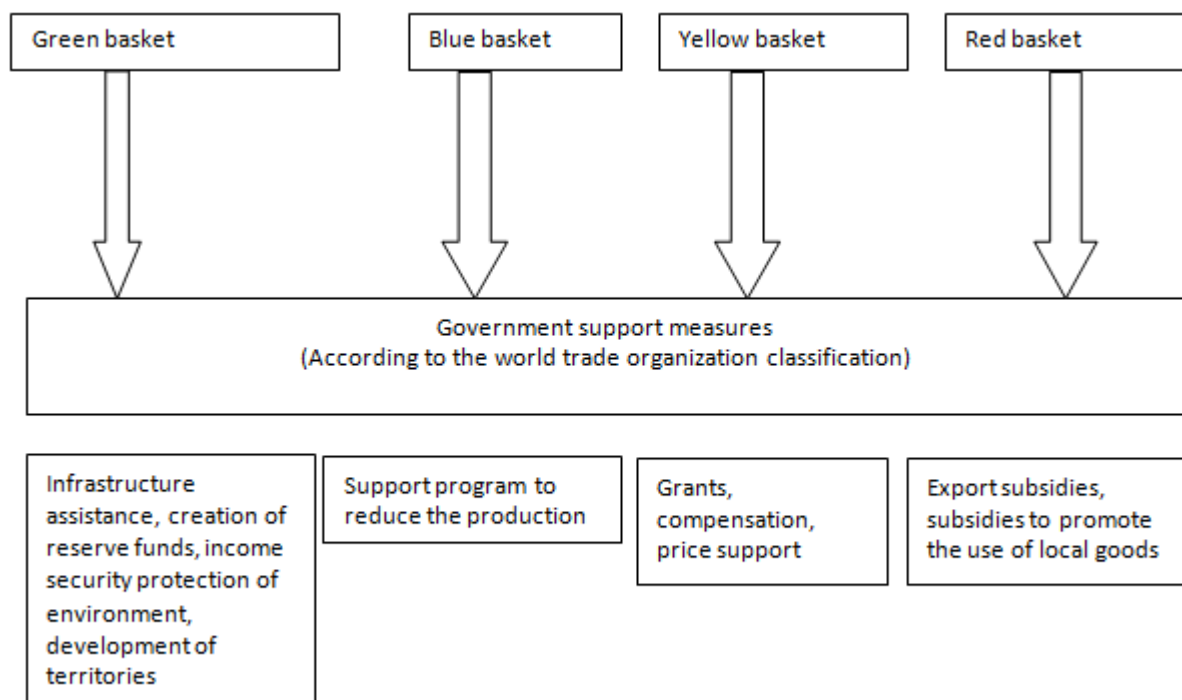 Green basket
Blue basket
Yellow basket
Red basket
Government support measures
(According to the world trade organization classification)
Infrastructure
assistance, creation of
reserve funds, income
security protection of
environment,
development of
territories
Support program to
reduce the production
Grants,
compensation,
price support
Export subsidies,
subsidies to promote
the use of local goods